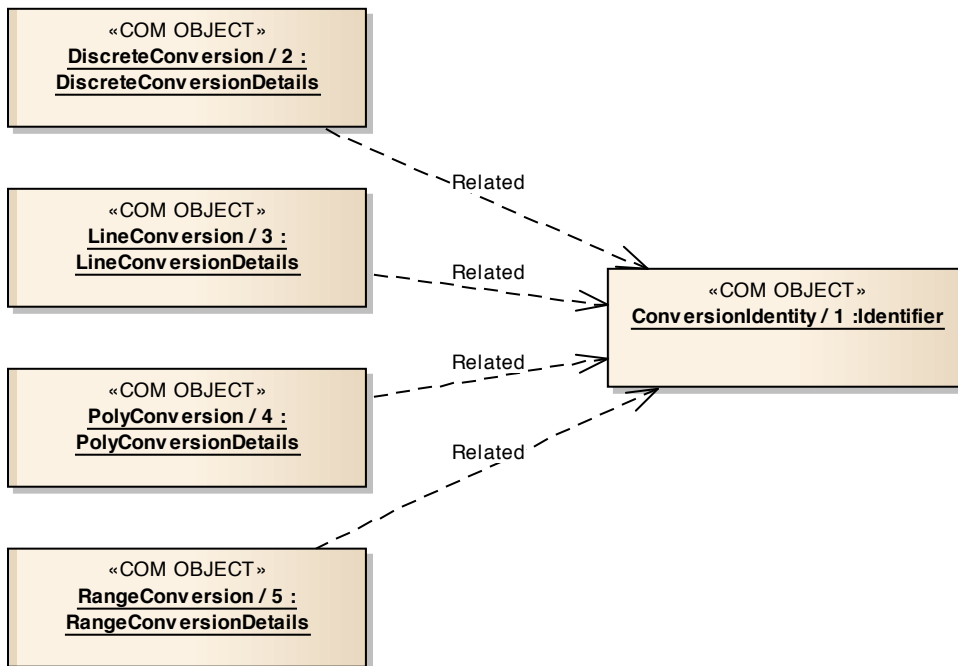 «COM OBJECT»
DiscreteConversion / 2 :
DiscreteConversionDetails
Related
«COM OBJECT»
LineConversion / 3 :
LineConversionDetails
Related
«COM OBJECT»
ConversionIdentity / 1 :Identifier
Related
«COM OBJECT»
PolyConversion / 4 :
PolyConversionDetails
Related
«COM OBJECT»
RangeConversion / 5 :
RangeConversionDetails